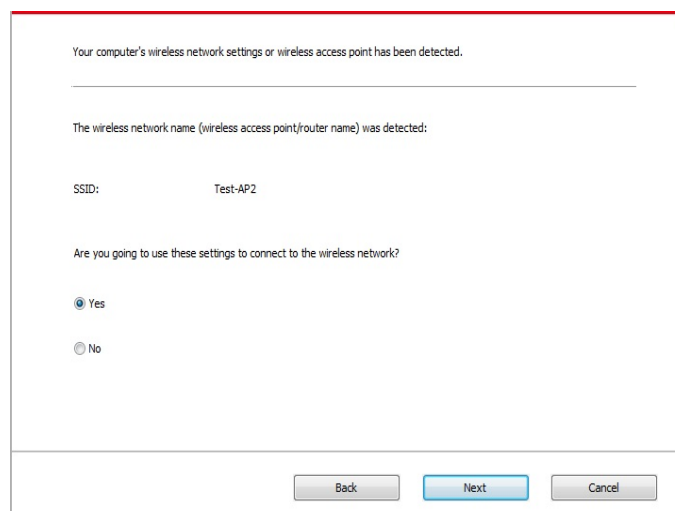 Your computer's wireless network settings or wireless access point has been detected.
The wireless network name (wireless access point/router name) was detected:
SSID: Test-AP2
Are you going to use these settings to connect to the wireless network?
Yes
No
Back Next Cancel